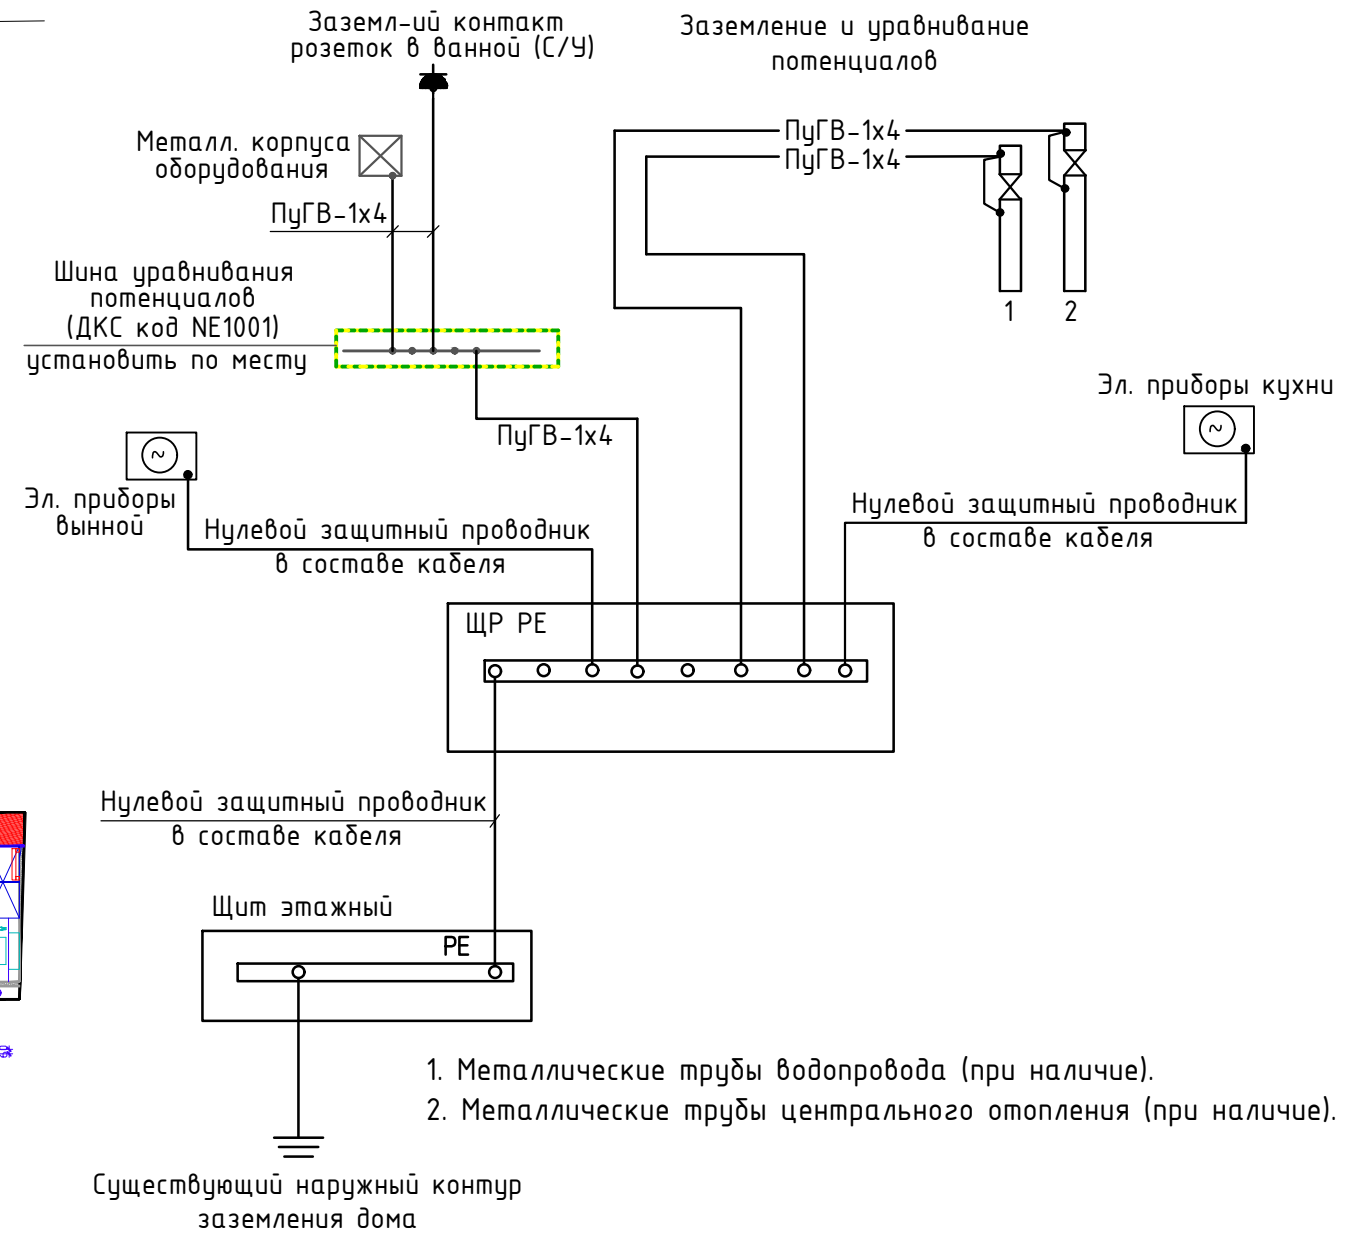 Заземл-ий контакт
розеток в ванной (С/У)
Заземление и уравнивание
потенциалов
Металл. корпуса
оборудования
ПуГВ-1х4
ПуГВ-1х4
ПуГВ-1х4
Шина уравнивания
потенциалов
(ДКС код NE1001)
установить по месту
1
2
ПуГВ-1х4
Эл. приборы кухни
Эл. приборы
вынной
Нулевой защитный проводник
в составе кабеля
Нулевой защитный проводник
в составе кабеля
ЩР РЕ
Нулевой защитный проводник
в составе кабеля
Щит этажный
РЕ
1. Металлические трубы водопровода (при наличие).
2. Металлические трубы центрального отопления (при наличие).
Существующий наружный контур
заземления дома